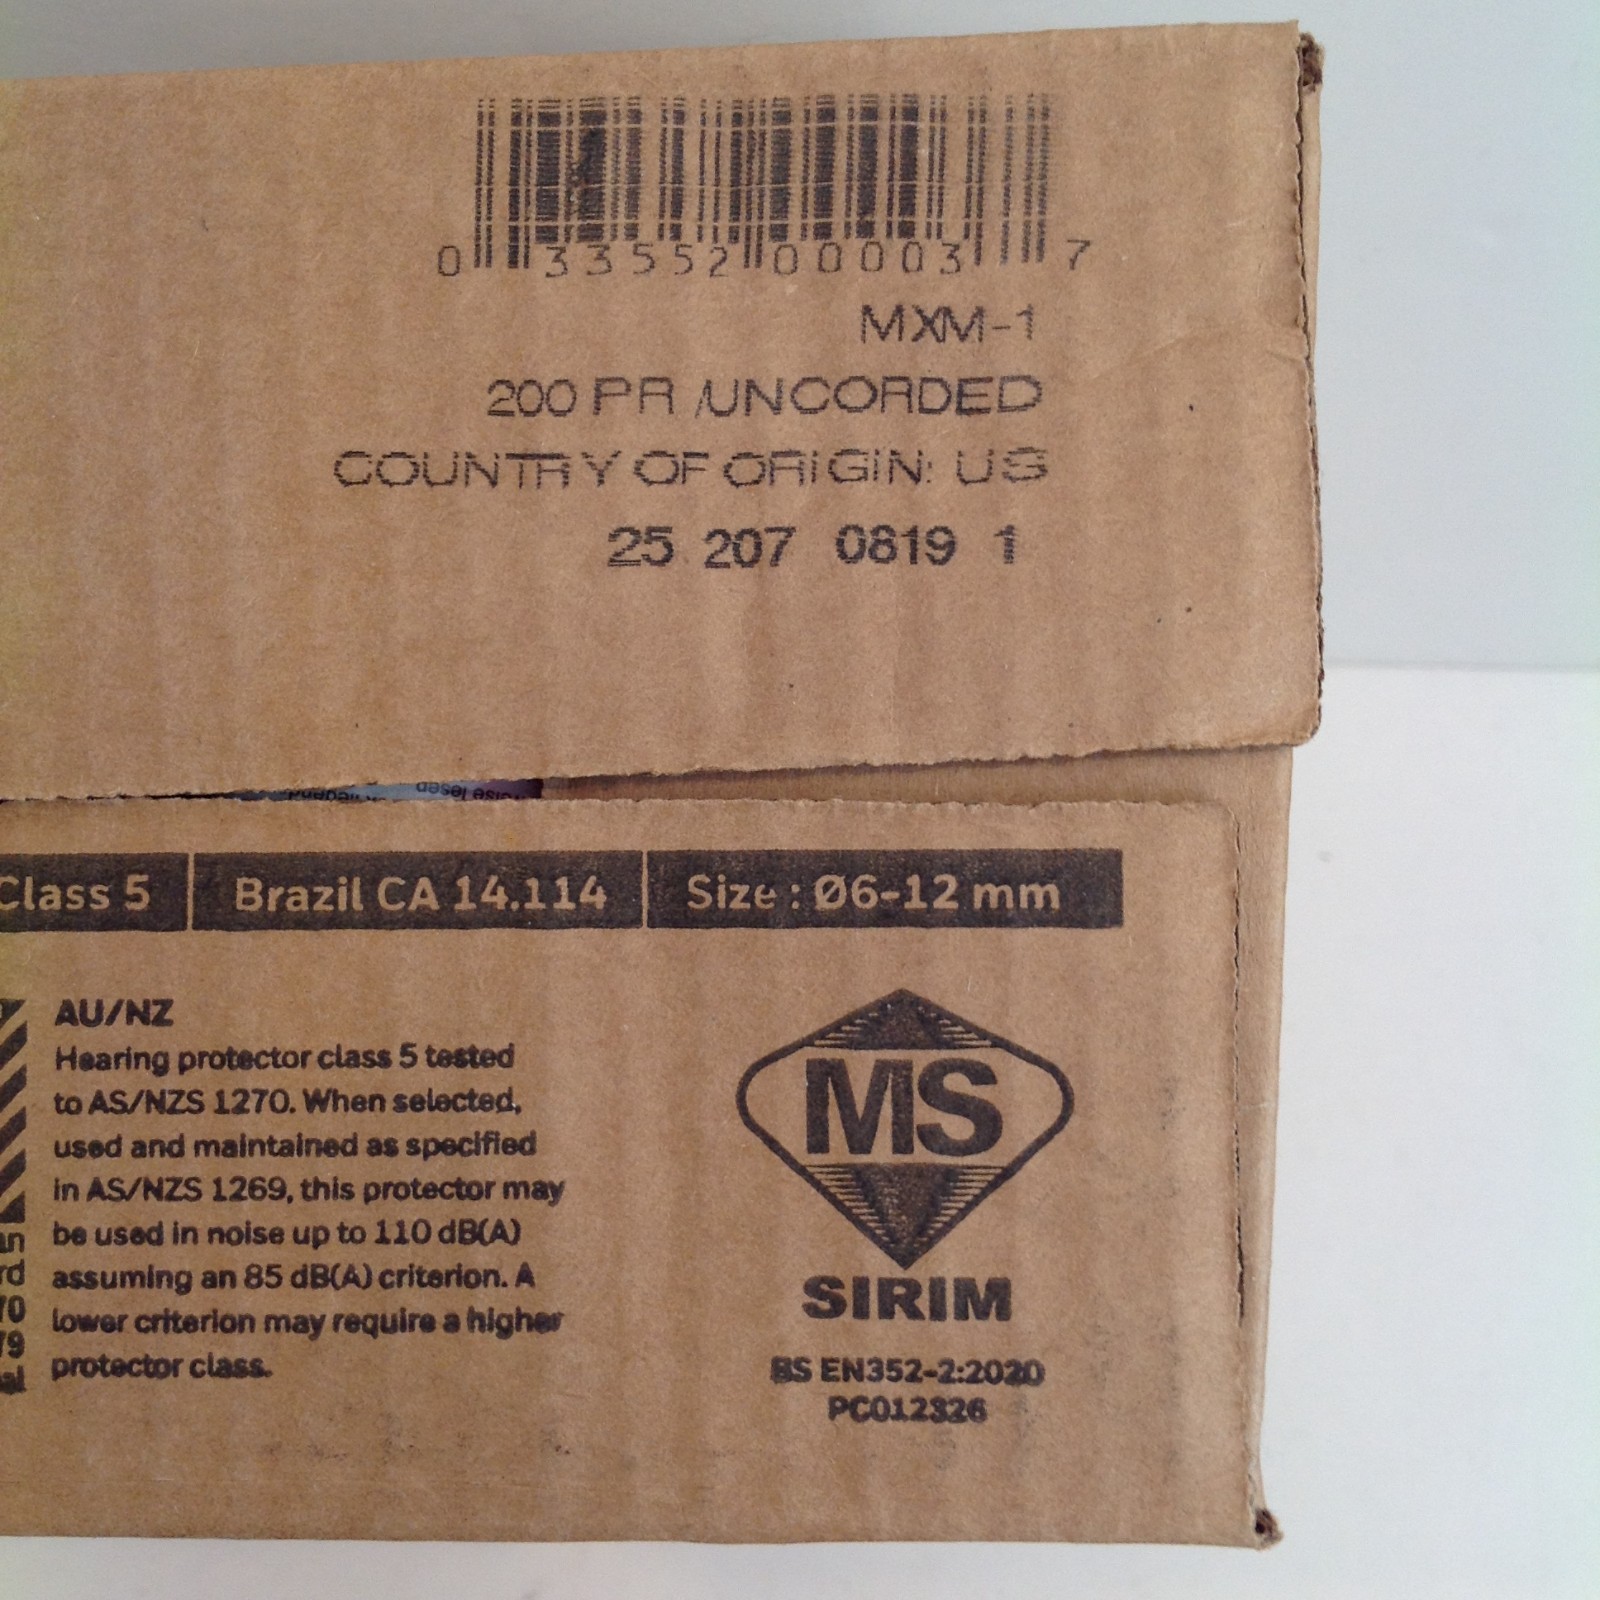 0 33552 00003 7
MXM-1
200 PR /UNCORDED
COUNTRY OF ORIGIN: US
25 207 0819 1
Class 5
Brazil CA 14.114
Size : Ø6-12 mm
AU/NZ
Hearing protector class 5 tested
to AS/NZS 1270. When selected,
used and maintained as specified
in AS/NZS 1269, this protector may
be used in noise up to 110 dB(A)
assuming an 85 dB(A) criterion. A
lower criterion may require a higher
protector class.
MS
SIRIM
BS EN352-2:2020
PC012326